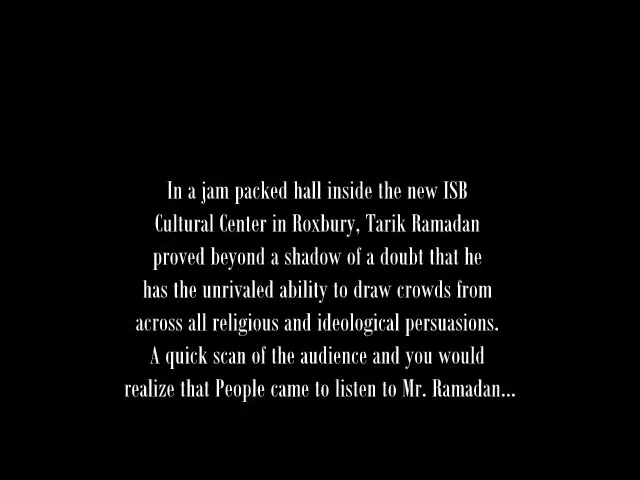 In a jam packed hall inside the new ISB
Cultural Center in Roxbury, Tarik Ramadan
proved beyond a shadow of a doubt that he
has the unrivaled ability to draw crowds from
across all religious and ideological persuasions.
A quick scan of the audience and you would
realize that People came to listen to Mr. Ramadan...